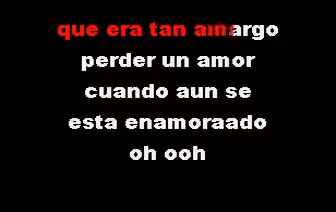 que era tan amargo
perder un amor
cuando aun se
esta enamoraado
oh ooh